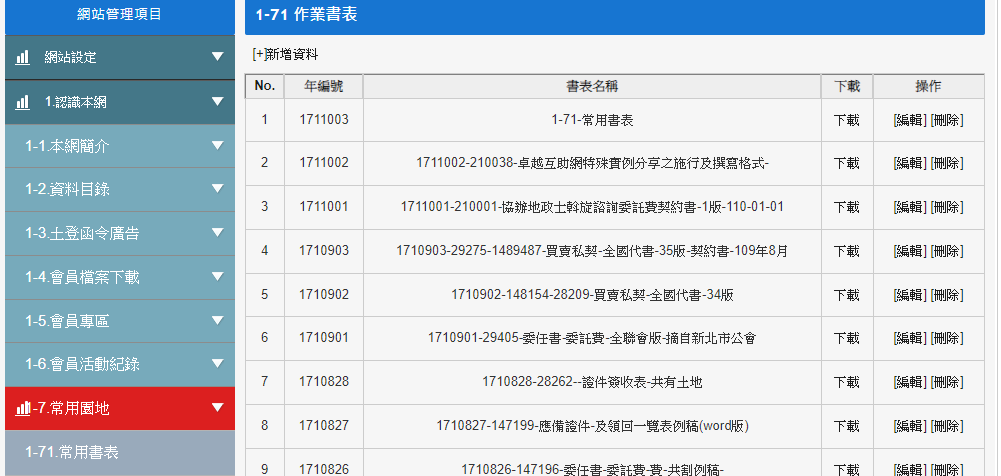 網站管理項目
網站設定
1.認識本網
1-1.本網簡介
1-2.資料目錄
1-3.土登函令廣告
1-4.會員檔案下載
1-5.會員專區
1-6.會員活動紀錄
-7.常用園地
1-71.常用書表
1-71 作業書表
[+]新增資料
No. 年編號 書表名稱 下載 操作
1 1711003 1-71-常用書表 下載 [編輯] [刪除]
2 1711002 1711002-210038-卓越互助網特殊實例分享之施行及撰寫格式- 下載 [編輯] [刪除]
3 1711001 1711001-210001-協辦地政士斡旋諮詢委託費契約書-1版-110-01-01 下載 [編輯] [刪除]
4 1710903 1710903-29275-1489487-買賣私契-全國代書-35版-契約書-109年8月 下載 [編輯] [刪除]
5 1710902 1710902-148154-28209-買賣私契-全國代書-34版 下載 [編輯] [刪除]
6 1710901 1710901-29405-委任書-委託費-全聯會版-摘自新北市公會 下載 [編輯] [刪除]
7 1710828 1710828-28262--證件簽收表-共有土地 下載 [編輯] [刪除]
8 1710827 1710827-147199-應備證件-及領回一覽表例稿(word版) 下載 [編輯] [刪除]
9 1710826 1710826-147196-委任書-委託費-費-共割例稿- 下載 [編輯] [刪除]